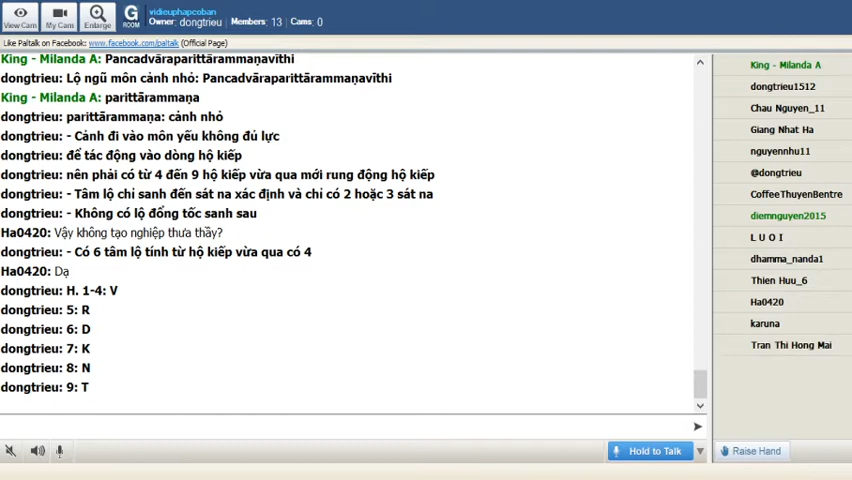 vidieuphapcoban
G
Owner: dongtrieu Members: 13 Cams: 0
View Cam
My Cam
Enlarge
ROOM
Like Paltalk on Facebook: www.facebook.com/paltalk (Official Page)
King - Milanda A: Pancadvāraparittārammaṇavīthi
dongtrieu: Lộ ngũ môn cảnh nhỏ: Pancadvāraparittārammaṇavīthi
King - Milanda A: parittārammaṇa
dongtrieu: parittārammaṇa: cảnh nhỏ
dongtrieu: - Cảnh đi vào môn yếu không đủ lực
dongtrieu: để tác động vào dòng hộ kiếp
dongtrieu: nên phải có từ 4 đến 9 hộ kiếp vừa qua mới rung động hộ kiếp
dongtrieu: - Tâm lộ chỉ sanh đến sát na xác định và chỉ có 2 hoặc 3 sát na
dongtrieu: - Không có lộ đổng tốc sanh sau
Ha0420: Vậy không tạo nghiệp thưa thầy?
dongtrieu: - Có 6 tâm lộ tính từ hộ kiếp vừa qua có 4
Ha0420: Dạ
dongtrieu: H. 1-4: V
dongtrieu: 5: R
dongtrieu: 6: D
dongtrieu: 7: K
dongtrieu: 8: N
dongtrieu: 9: T
Hold to Talk
King - Milanda A
dongtrieu1512
Chau Nguyen_11
Giang Nhat Ha
nguyennhu11
@dongtrieu
CoffeeThuyenBentre
diemnguyen2015
L U O I
dhamma_nanda1
Thien Huu_6
Ha0420
karuna
Tran Thi Hong Mai
Raise Hand